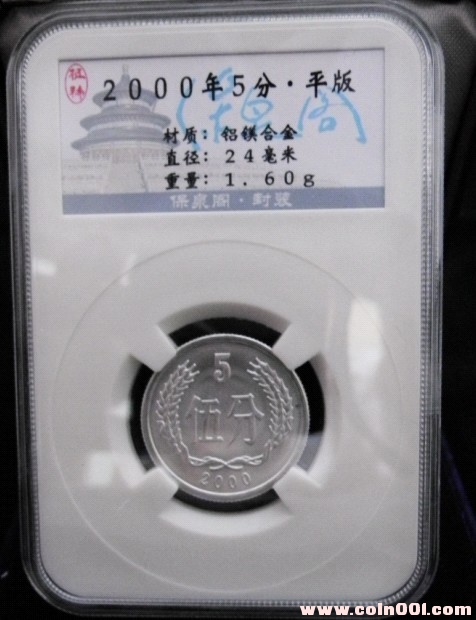 2000年5分·平版
材质：铝镁合金
直径：24毫米
重量：1.60g
保泉阁·封装
5
伍分
2000
www.coin001.com